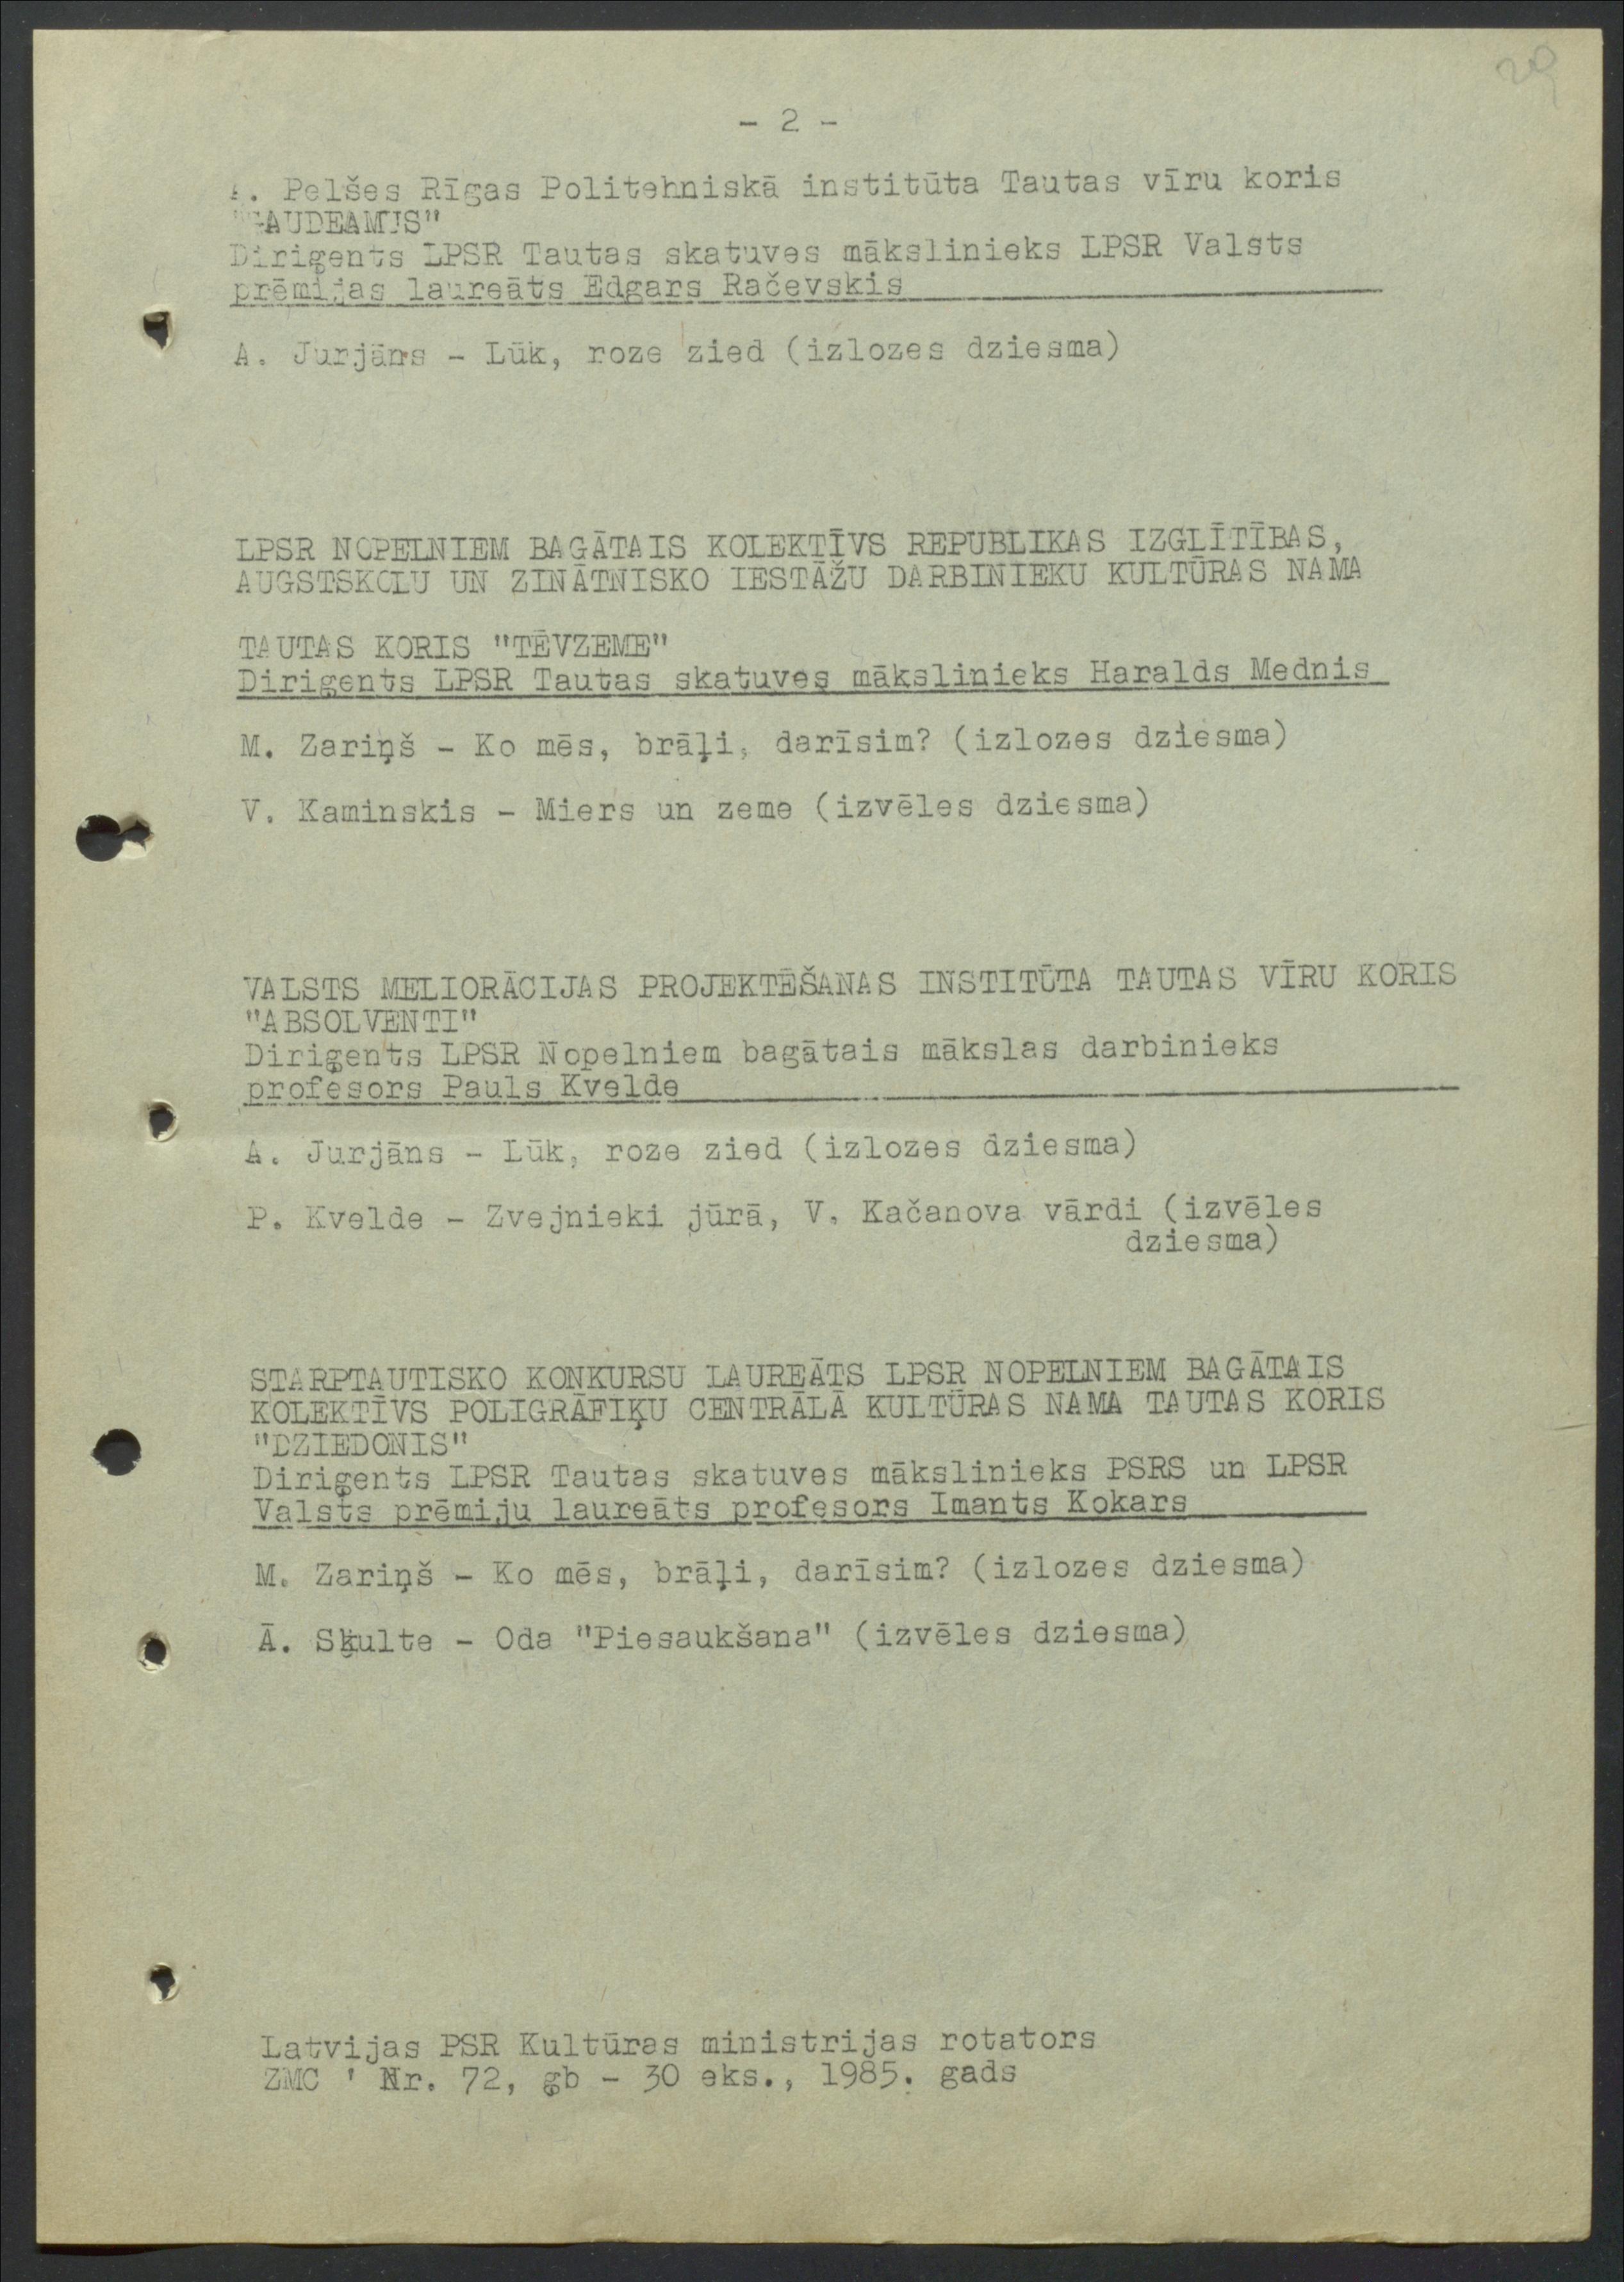 29
- 2 -
A. Pelšes Rīgas Politehniskā institūta Tautas vīru koris
"GAUDEAMUS"
Diriģents LPSR Tautas skatuves mākslinieks LPSR Valsts
prēmijas laureāts Edgars Račevskis
A. Jurjāns - Lūk, roze zied (izlozes dziesma)
LPSR NOPELNIEM BAGĀTAIS KOLEKTĪVS REPUBLIKAS IZGLĪTĪBAS,
AUGSTSKOLU UN ZINĀTNISKO IESTĀŽU DARBINIEKU KULTŪRAS NAMA
TAUTAS KORIS "TĒVZEME"
Diriģents LPSR Tautas skatuves mākslinieks Haralds Mednis
M. Zariņš - Ko mēs, brāļi, darīsim? (izlozes dziesma)
V. Kaminskis - Miers un zeme (izvēles dziesma)
VALSTS MELIORĀCIJAS PROJEKTĒŠANAS INSTITŪTA TAUTAS VĪRU KORIS
"ABSOLVENTI"
Diriģents LPSR Nopelniem bagātais mākslas darbinieks
profesors Pauls Kvelde
A. Jurjāns - Lūk, roze zied (izlozes dziesma)
P. Kvelde - Zvejnieki jūrā, V. Kačanova vārdi (izvēles
dziesma)
STARPTAUTISKO KONKURSU LAUREĀTS LPSR NOPELNIEM BAGĀTAIS
KOLEKTĪVS POLIGRĀFIĶU CENTRĀLĀ KULTŪRAS NAMA TAUTAS KORIS
"DZIEDONIS"
Diriģents LPSR Tautas skatuves mākslinieks PSRS un LPSR
Valsts prēmiju laureāts profesors Imants Kokars
M. Zariņš - Ko mēs, brāļi, darīsim? (izlozes dziesma)
Ā. Skulte - Oda "Piesaukšana" (izvēles dziesma)
Latvijas PSR Kultūras ministrijas rotators
ZMC ' Nr. 72, gb - 30 eks., 1985. gads